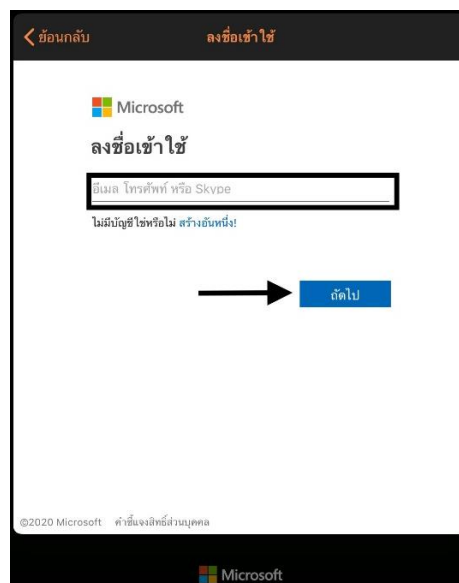 ย้อนกลับ ลงชื่อเข้าใช้
Microsoft
ลงชื่อเข้าใช้
อีเมล โทรศัพท์ หรือ Skype
ไม่มีบัญชีใช่หรือไม่ สร้างอันหนึ่ง!
ถัดไป
©2020 Microsoft คำชี้แจงสิทธิ์ส่วนบุคคล
Microsoft